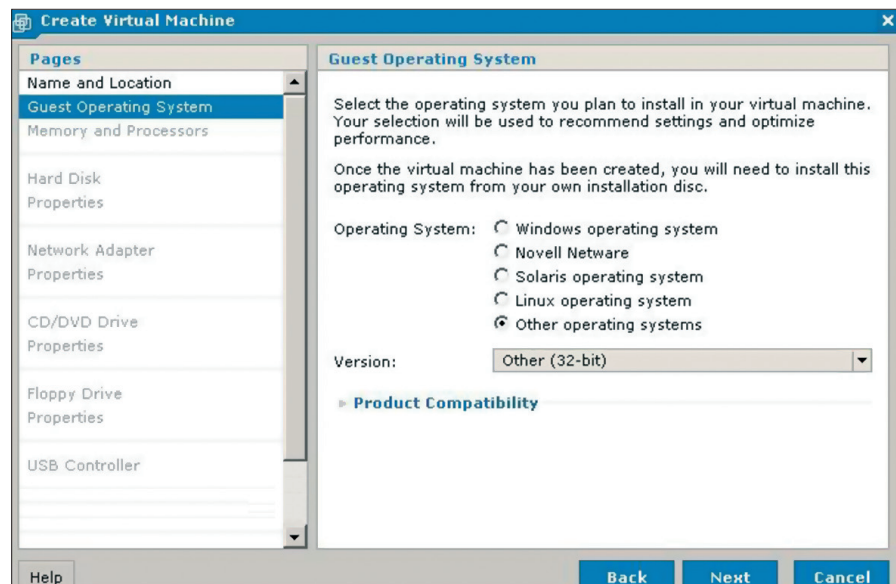 Create Virtual Machine
Pages
Name and Location
Guest Operating System
Memory and Processors
Hard Disk
Properties
Network Adapter
Properties
CD/DVD Drive
Properties
Floppy Drive
Properties
USB Controller
Guest Operating System
Select the operating system you plan to install in your virtual machine.
Your selection will be used to recommend settings and optimize
performance.
Once the virtual machine has been created, you will need to install this
operating system from your own installation disc.
Operating System:
Windows operating system
Novell Netware
Solaris operating system
Linux operating system
Other operating systems
Version:
Other (32-bit)
Product Compatibility
Help
Back
Next
Cancel